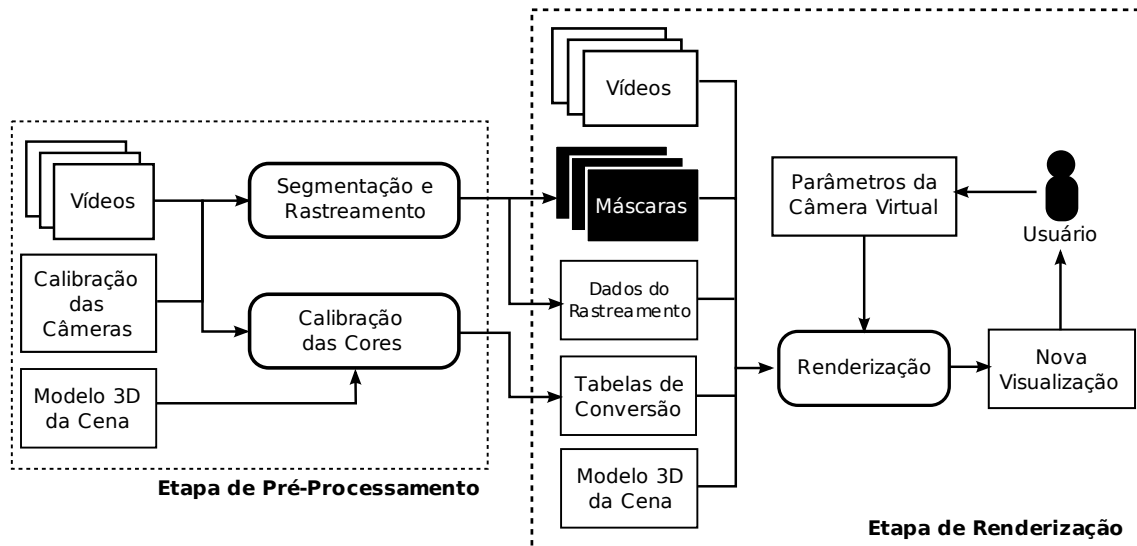 Vídeos
Calibração
das
Câmeras
Modelo 3D
da Cena
Segmentação e
Rastreamento
Calibração
das Cores
Etapa de Pré-Processamento
Vídeos
Máscaras
Dados do
Rastreamento
Tabelas de
Conversão
Modelo 3D
da Cena
Parâmetros da
Câmera Virtual
Usuário
Renderização
Nova
Visualização
Etapa de Renderização